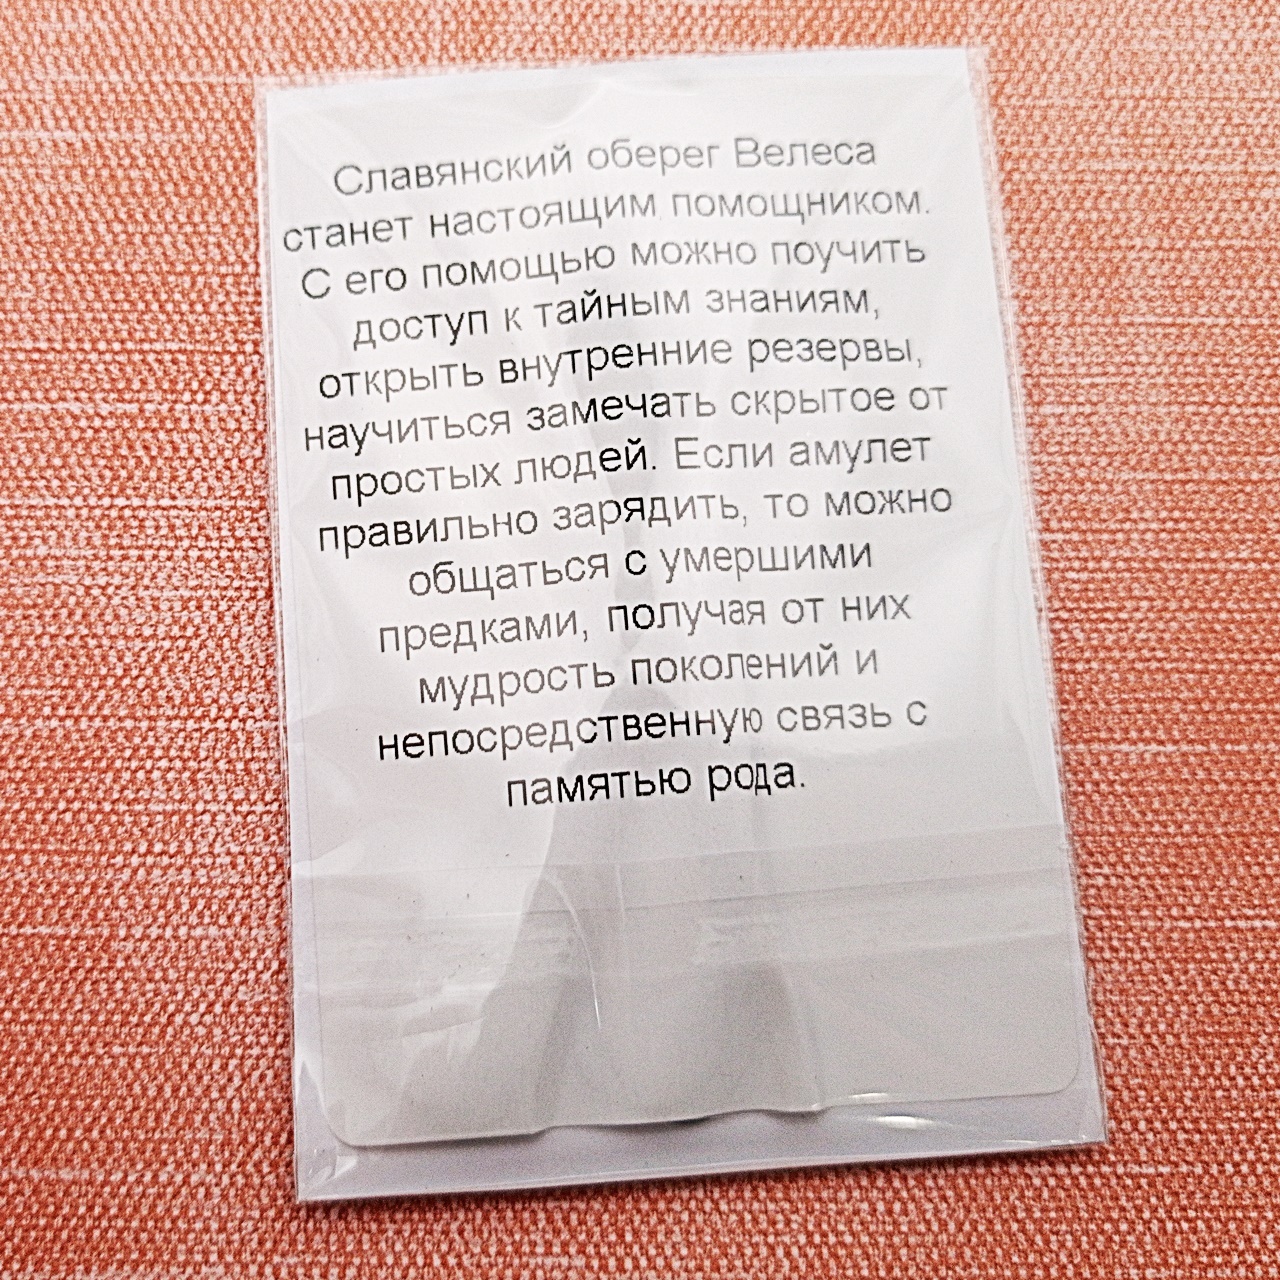 Славянский оберег Велеса
станет настоящим помощником.
С его помощью можно поучить
доступ к тайным знаниям,
открыть внутренние резервы,
научиться замечать скрытое от
простых людей. Если амулет
правильно зарядить, то можно
общаться с умершими
предками, получая от них
мудрость поколений и
непосредственную связь с
памятью рода.